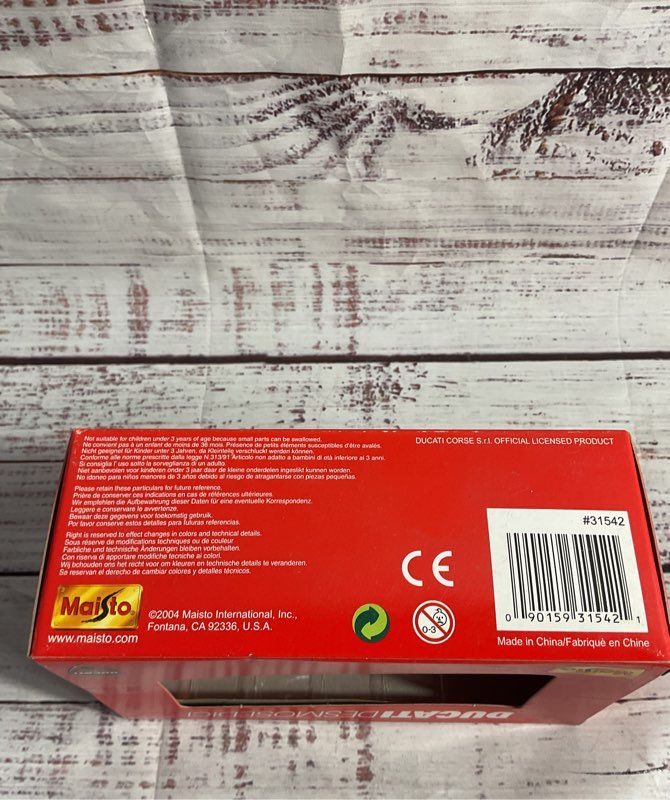 Not suitable for children under 3 years of age because small parts can be swallowed.
Ne convient pas à un enfant de moins de 36 mois. Présence de petits éléments susceptibles d'être avalés.
Nicht geeignet für Kinder unter 3 Jahren, da Kleinteile verschluckt werden können.
Conforme alle norme prescritte dalla legge N.313/91 Articolo non adatto a bambini di età inferiore ai 3 anni.
Si consiglia l' uso sotto la sorveglianza di un adulto.
Niet aanbevolen voor kinderen onder 3 jaar daar de kleine onderdelen ingeslikt kunnen worden.
No idoneo para niños menores de 3 años debido al riesgo de atragantarse con piezas pequeñas.
Please retain these particulars for future reference.
Prière de conserver ces indications en cas de références ultérieures.
Wir empfehlen die Aufbewahrung dieser Daten für eine eventuelle Korrespondenz.
Leggere e conservare le avertenze.
Bewaar deze gegevens voor toekomstig gebruik.
Por favor conserve estos detalles para futuras referencias.
Right is reserved to effect changes in colors and technical details.
Sous réserve de modifications techniques ou de couleur
Farbliche und technische Änderungen bleiben vorbehalten.
Con riserva di apportare modifiche tecniche ai colori.
Wij behouden ons het recht voor om kleuren en technische details te veranderen.
Se reservan el derecho de cambiar colores y detalles técnicos.
DUCATI CORSE S.r.l. OFFICIAL LICENSED PRODUCT
#31542
0 90159 31542 1
Made in China/Fabriqué en Chine
CE
0-3
Maisto
www.maisto.com
©2004 Maisto International, Inc.,
Fontana, CA 92336, U.S.A.
DUCATI
DUCATI DESMOSEDICI